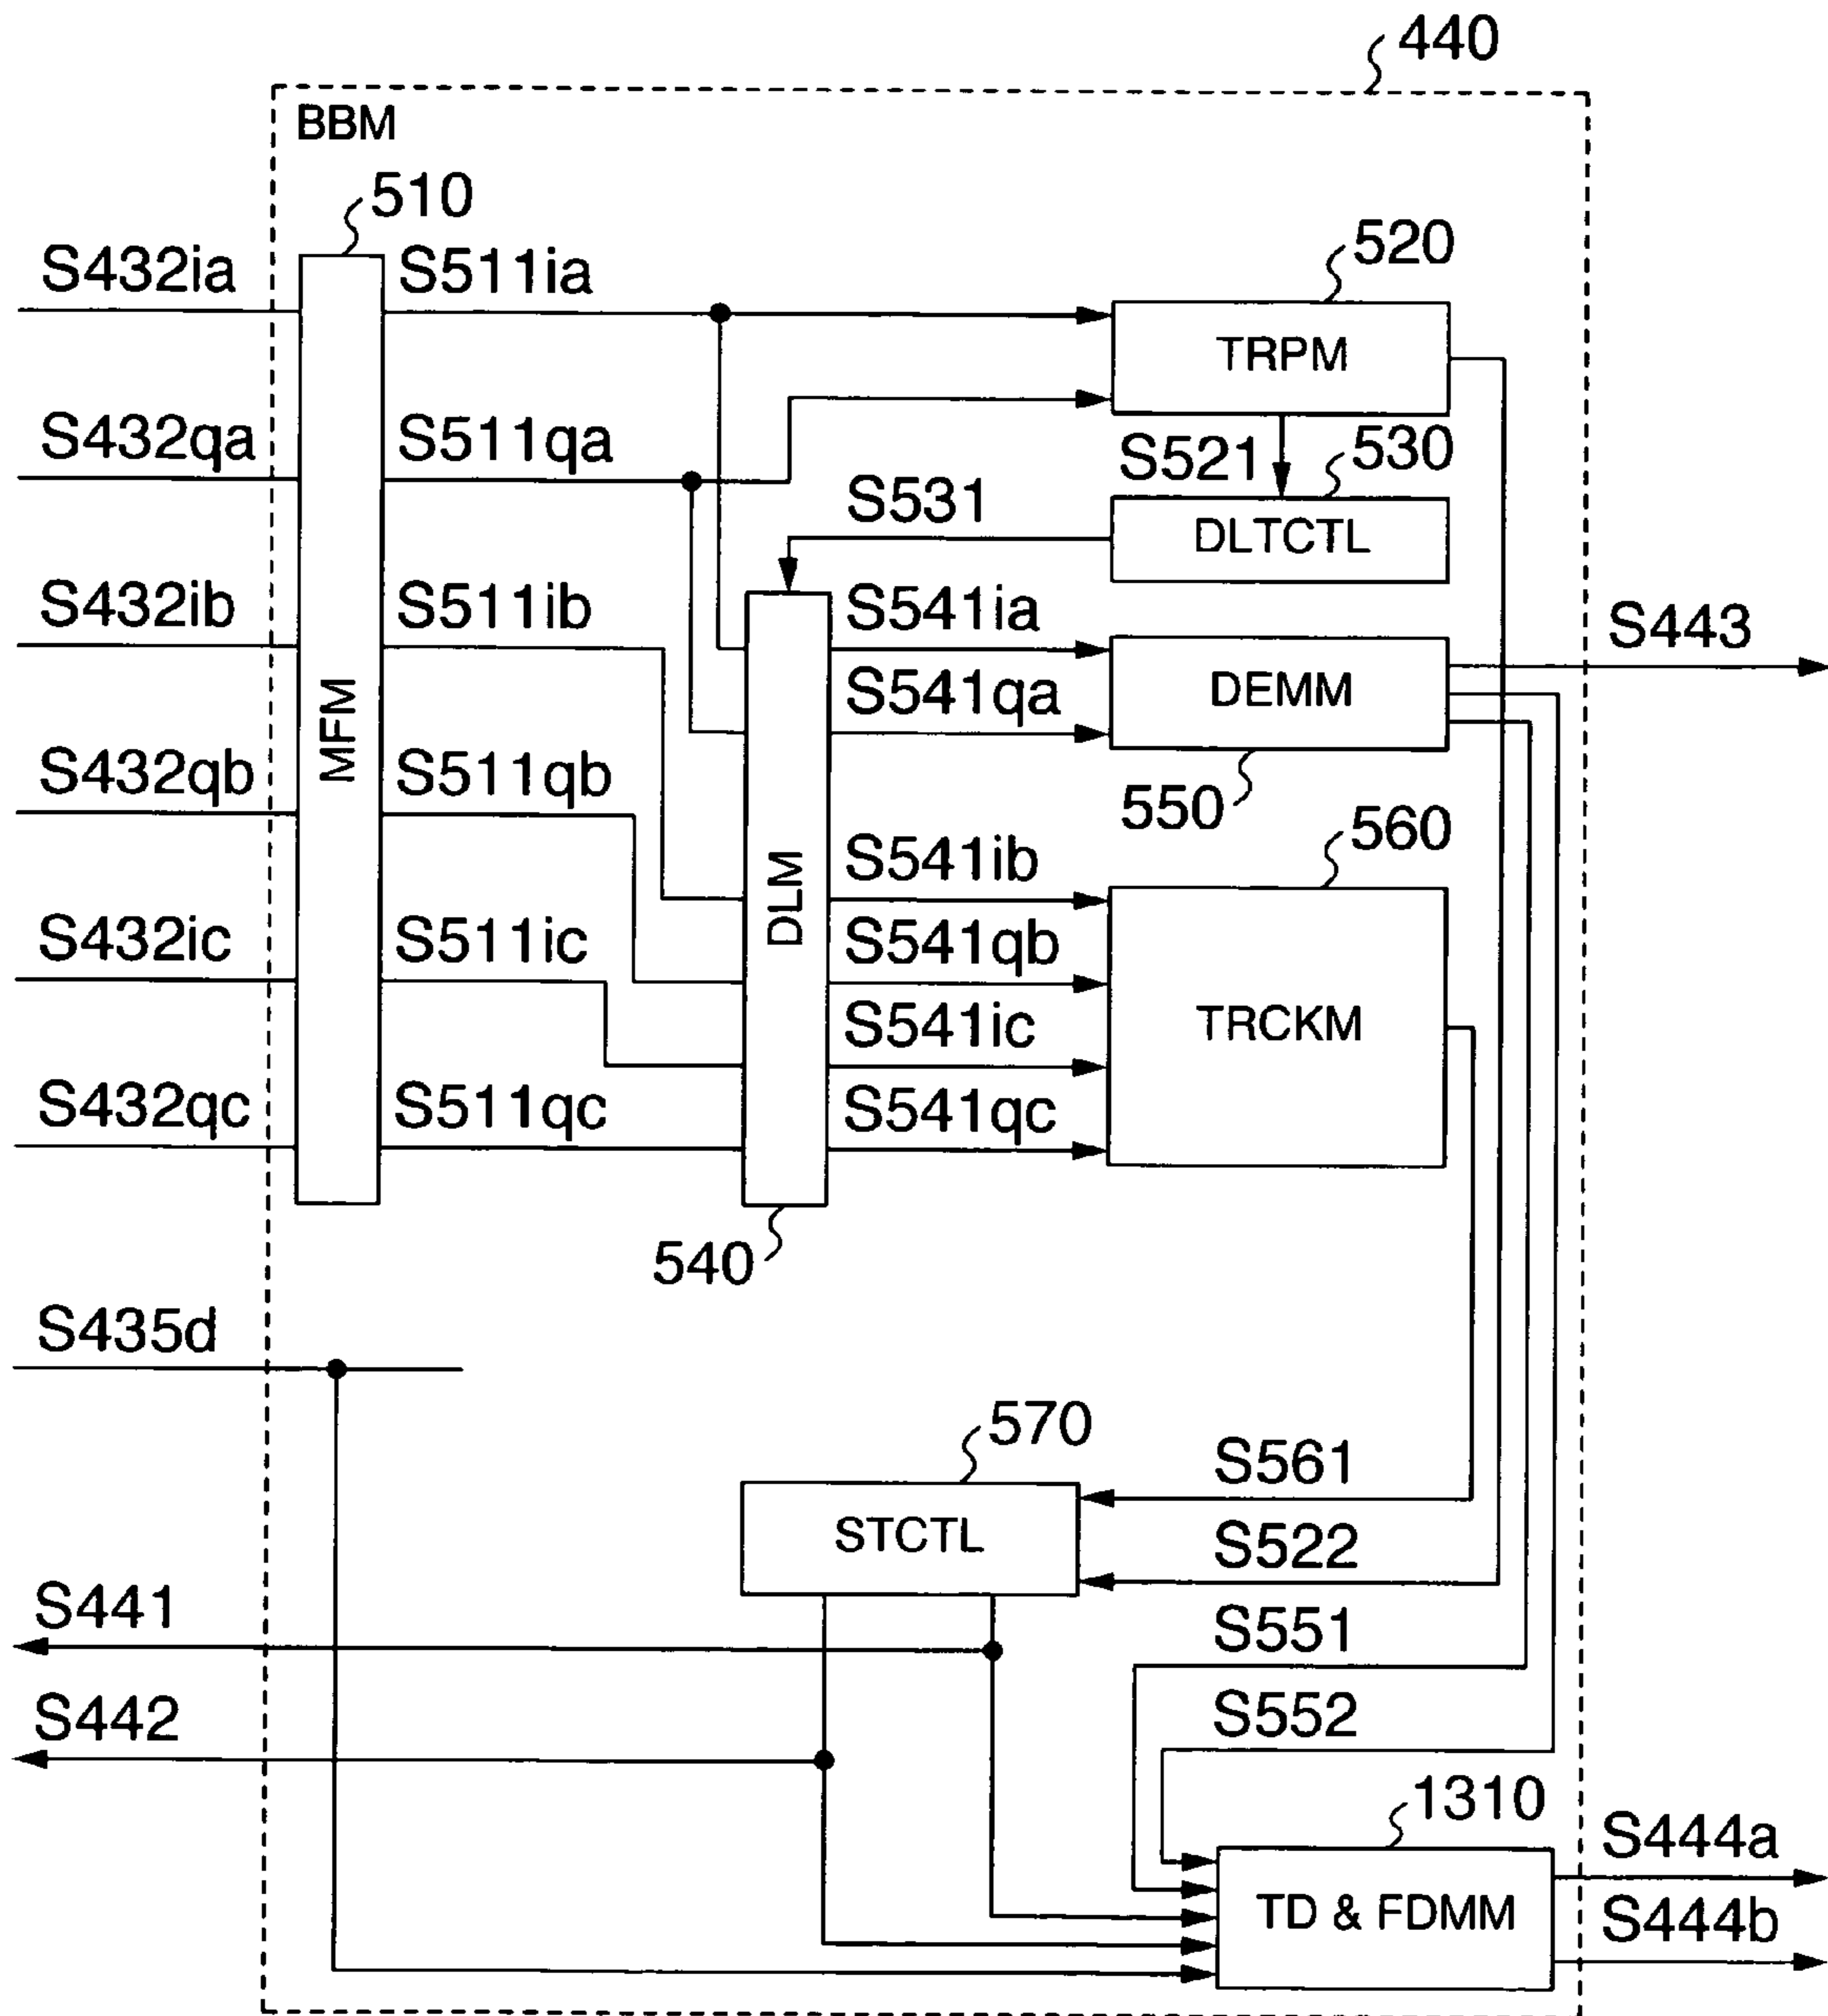 440
BBM
510
S432ia
S511ia
520
TRPM
S432qa
S511qa
S521
530
S531
DLTCTL
S432ib
S511ib
S541ia
S443
MFM
S541qa
DEMM
S432qb
S511qb
550
560
DLM
S541ib
S432ic
S511ic
S541qb
TRCKM
S541ic
S432qc
S511qc
S541qc
540
S435d
570
S561
STCTL
S522
S441
S551
S442
S552
1310
S444a
TD & FDMM
S444b